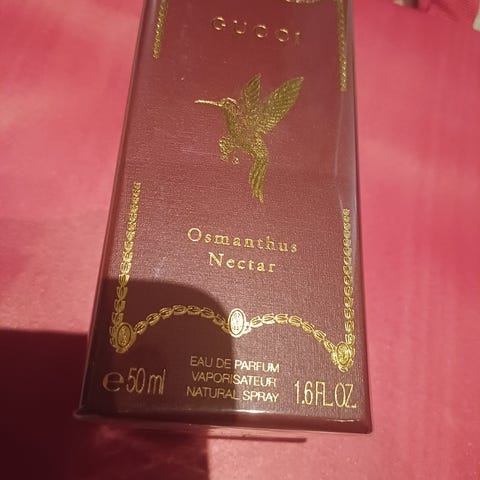 GUCCI
Osmanthus
Nectar
EAU DE PARFUM
VAPORISATEUR
NATURAL SPRAY
℮50 ml
1.6 FL.OZ.